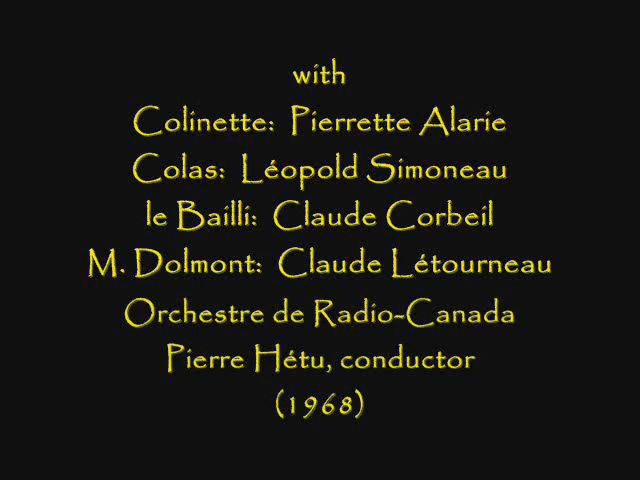 with
Colinette: Pierrette Alarie
Colas: Léopold Simoneau
le Bailli: Claude Corbeil
M. Dolmont: Claude Létourneau
Orchestre de Radio-Canada
Pierre Hétu, conductor
(1968)